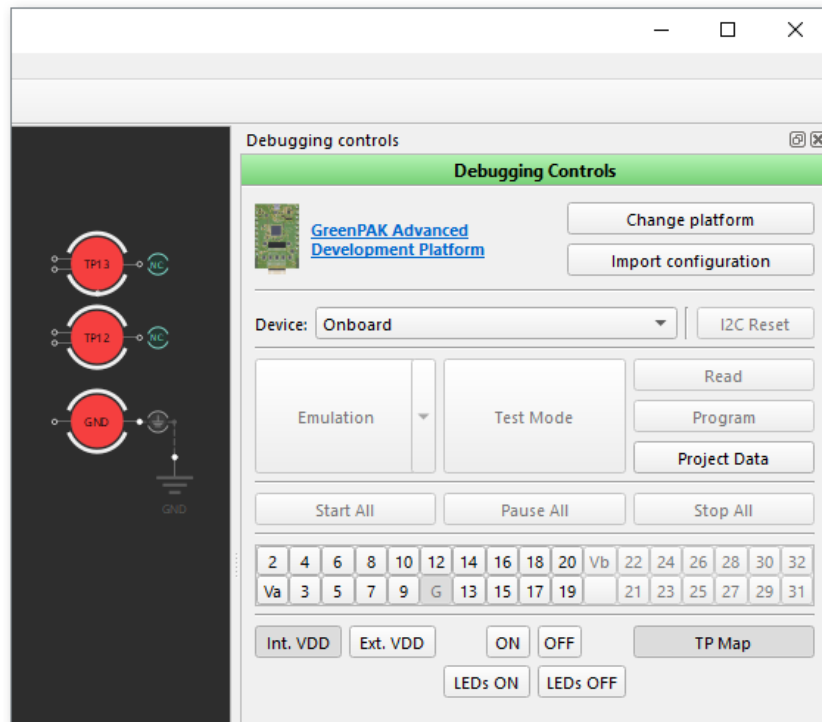 Debugging controls
Debugging Controls
GreenPAK Advanced
Development Platform
Change platform
Import configuration
TP13 NC
TP12 NC
GND
GND
Device: Onboard I2C Reset
Emulation Test Mode Read
Program
Project Data
Start All Pause All Stop All
2 4 6 8 10 12 14 16 18 20 Vb 22 24 26 28 30 32
Va 3 5 7 9 G 13 15 17 19 21 23 25 27 29 31
Int. VDD Ext. VDD ON OFF TP Map
LEDs ON LEDs OFF